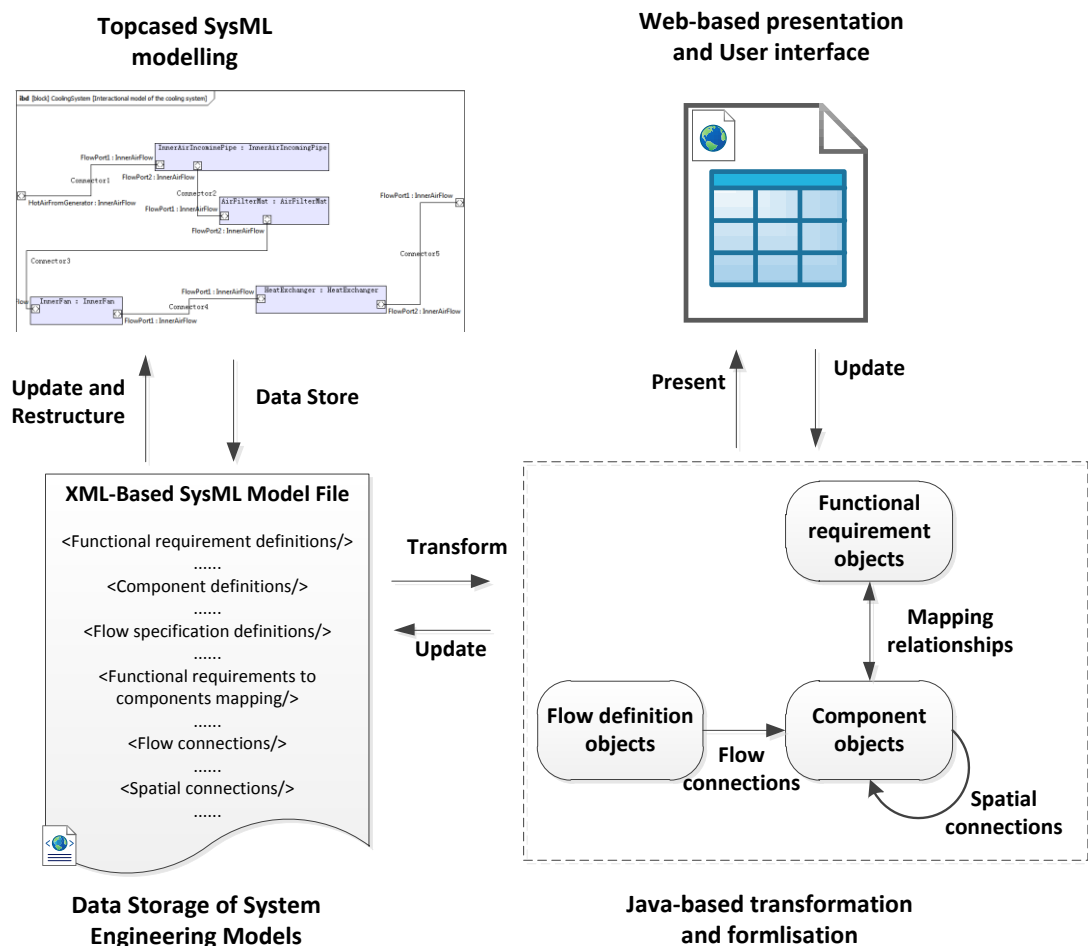 Topcased SysML
modelling
Web-based presentation
and User interface
ibd [block] CoolingSystem [Interactional model of the cooling system]
InnerAirIncominePipe : InnerAirIncomingPipe
FlowPort1 : InnerAirFlow
Connector1
FlowPort2 : InnerAirFlow
Connector2
HotAirFromGenerator : InnerAirFlow
FlowPort1 : InnerAirFlow
AirFilterMat : AirFilterMat
FlowPort1 : InnerAirFlow
FlowPort2 : InnerAirFlow
Connector3
Connector5
FlowPort1 : InnerAirFlow
HeatExchanger : HeatExchanger
Flow
InnerFan : InnerFan
Connector4
FlowPort1 : InnerAirFlow
FlowPort2 : InnerAirFlow
Update and
Restructure
Data Store
Present
Update
XML-Based SysML Model File
<Functional requirement definitions/>
......
<Component definitions/>
......
<Flow specification definitions/>
......
<Functional requirements to
components mapping/>
......
<Flow connections/>
......
<Spatial connections/>
......
Transform
Update
Functional
requirement
objects
Mapping
relationships
Flow definition
objects
Component
objects
Flow
connections
Spatial
connections
Data Storage of System
Engineering Models
Java-based transformation
and formlisation